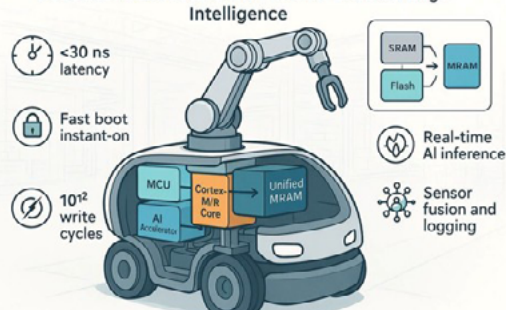 Intelligence
<30 ns
latency
Fast boot
instant-on
10¹²
write
cycles
MCU
AI
Accelerator
Cortex-
M/R
Core
Unified
MRAM
SRAM
Flash
MRAM
Real-time
AI inference
Sensor
fusion and
logging